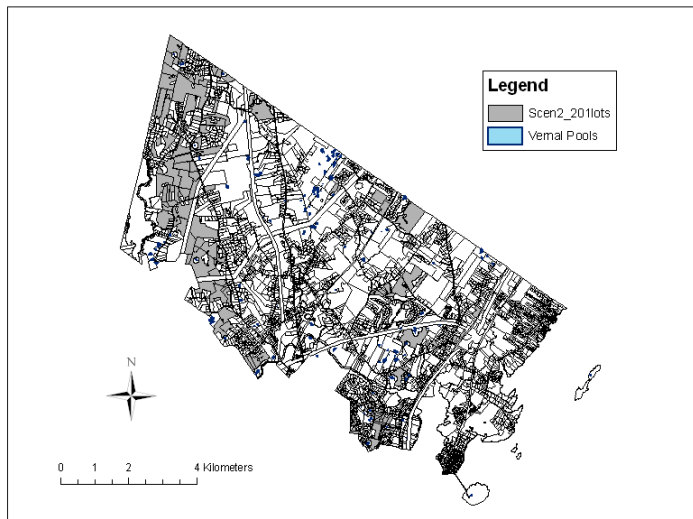 Legend
Scen2_201lots
Vernal Pools
N
0 1 2 4 Kilometers